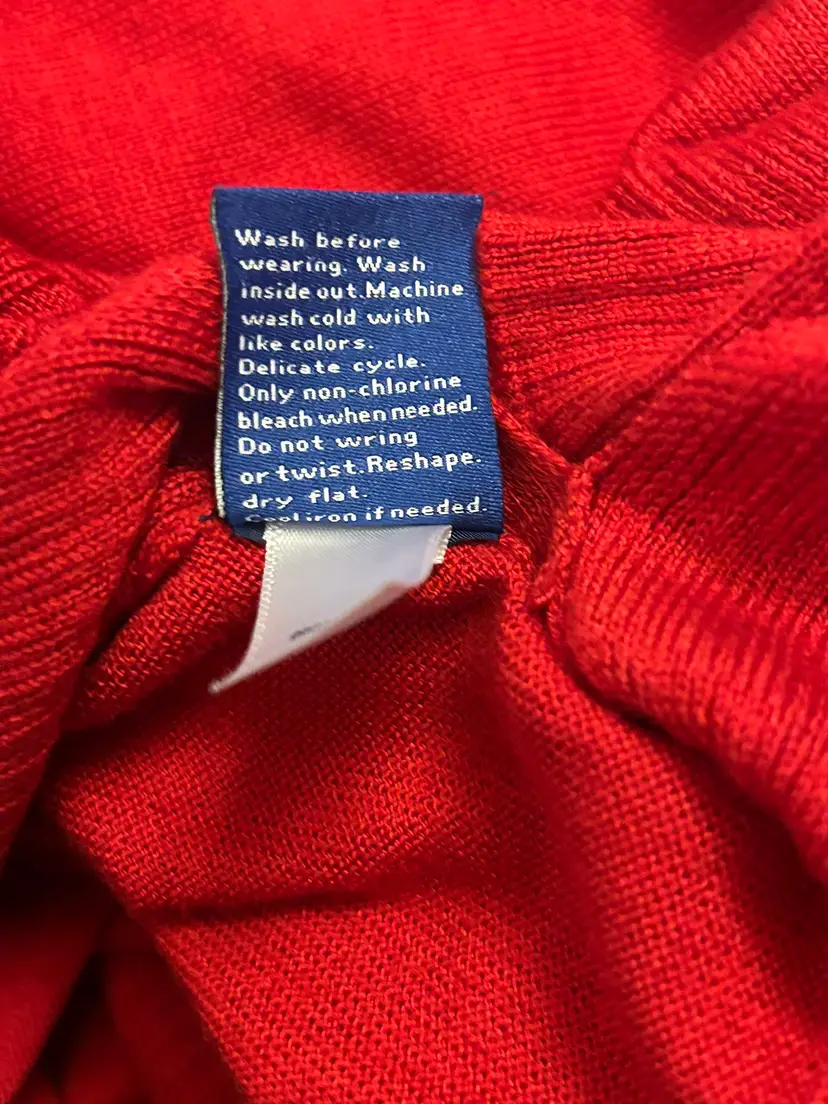 Wash before
wearing. Wash
inside out.Machine
wash cold with
like colors.
Delicate cycle.
Only non-chlorine
bleach when needed.
Do not wring
or twist.Reshape.
dry flat.
Cool iron if needed.